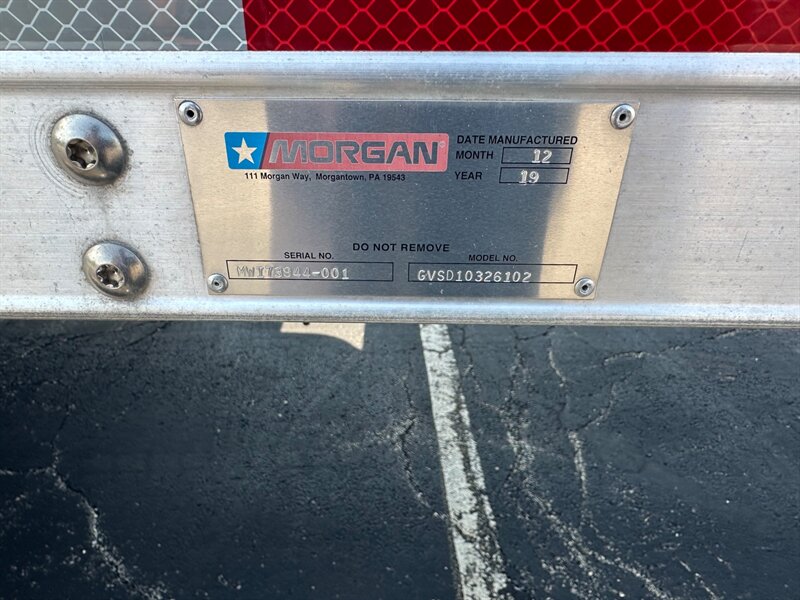 MORGAN
111 Morgan Way, Morgantown, PA 19543
DATE MANUFACTURED
MONTH 12
YEAR 19
DO NOT REMOVE
SERIAL NO.
MODEL NO.
GVSD10326102